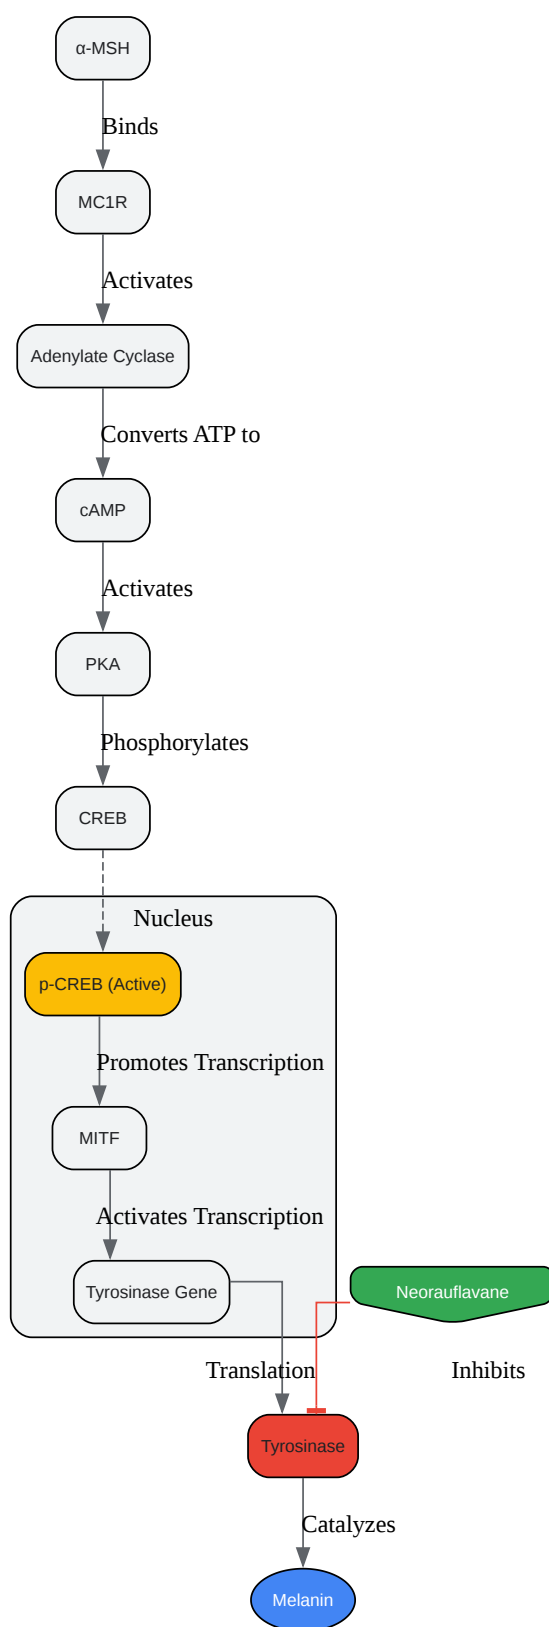 α-MSH
Binds
MC1R
Activates
Adenylate Cyclase
Converts ATP to
cAMP
Activates
PKA
Phosphorylates
CREB
Nucleus
p-CREB (Active)
Promotes Transcription
MITF
Activates Transcription
Tyrosinase Gene
Neorauflavane
Translation
Inhibits
Tyrosinase
Catalyzes
Melanin